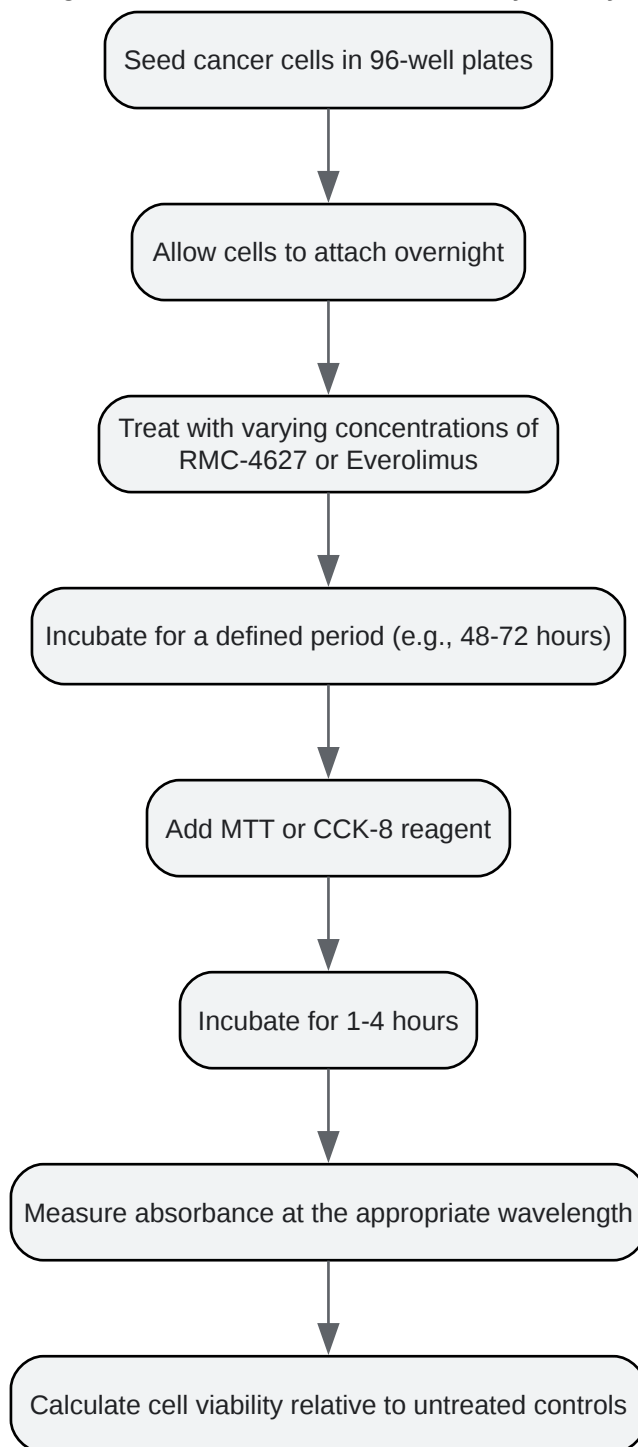 Seed cancer cells in 96-well plates
Allow cells to attach overnight
Treat with varying concentrations of
RMC-4627 or Everolimus
Incubate for a defined period (e.g., 48-72 hours)
Add MTT or CCK-8 reagent
Incubate for 1-4 hours
Measure absorbance at the appropriate wavelength
Calculate cell viability relative to untreated controls